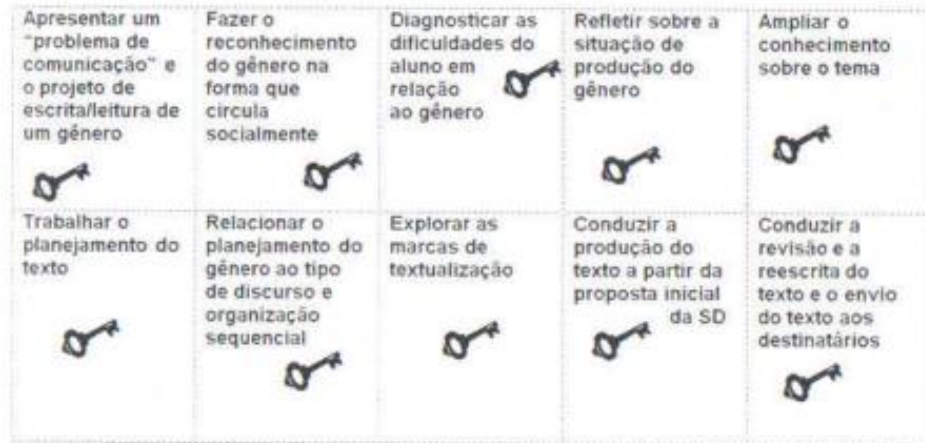 Apresentar um
"problema de
comunicação" e
o projeto de
escrita/leitura de
um gênero
Fazer o
reconhecimento
do gênero na
forma que
circula
socialmente
Diagnosticar as
dificuldades do
aluno em
relação
ao gênero
Refletir sobre a
situação de
produção do
gênero
Ampliar o
conhecimento
sobre o tema
Trabalhar o
planejamento do
texto
Relacionar o
planejamento do
gênero ao tipo
de discurso e
organização
sequencial
Explorar as
marcas de
textualização
Conduzir a
produção do
texto a partir da
proposta inicial
da SD
Conduzir a
revisão e a
reescrita do
texto e o envio
do texto aos
destinatários